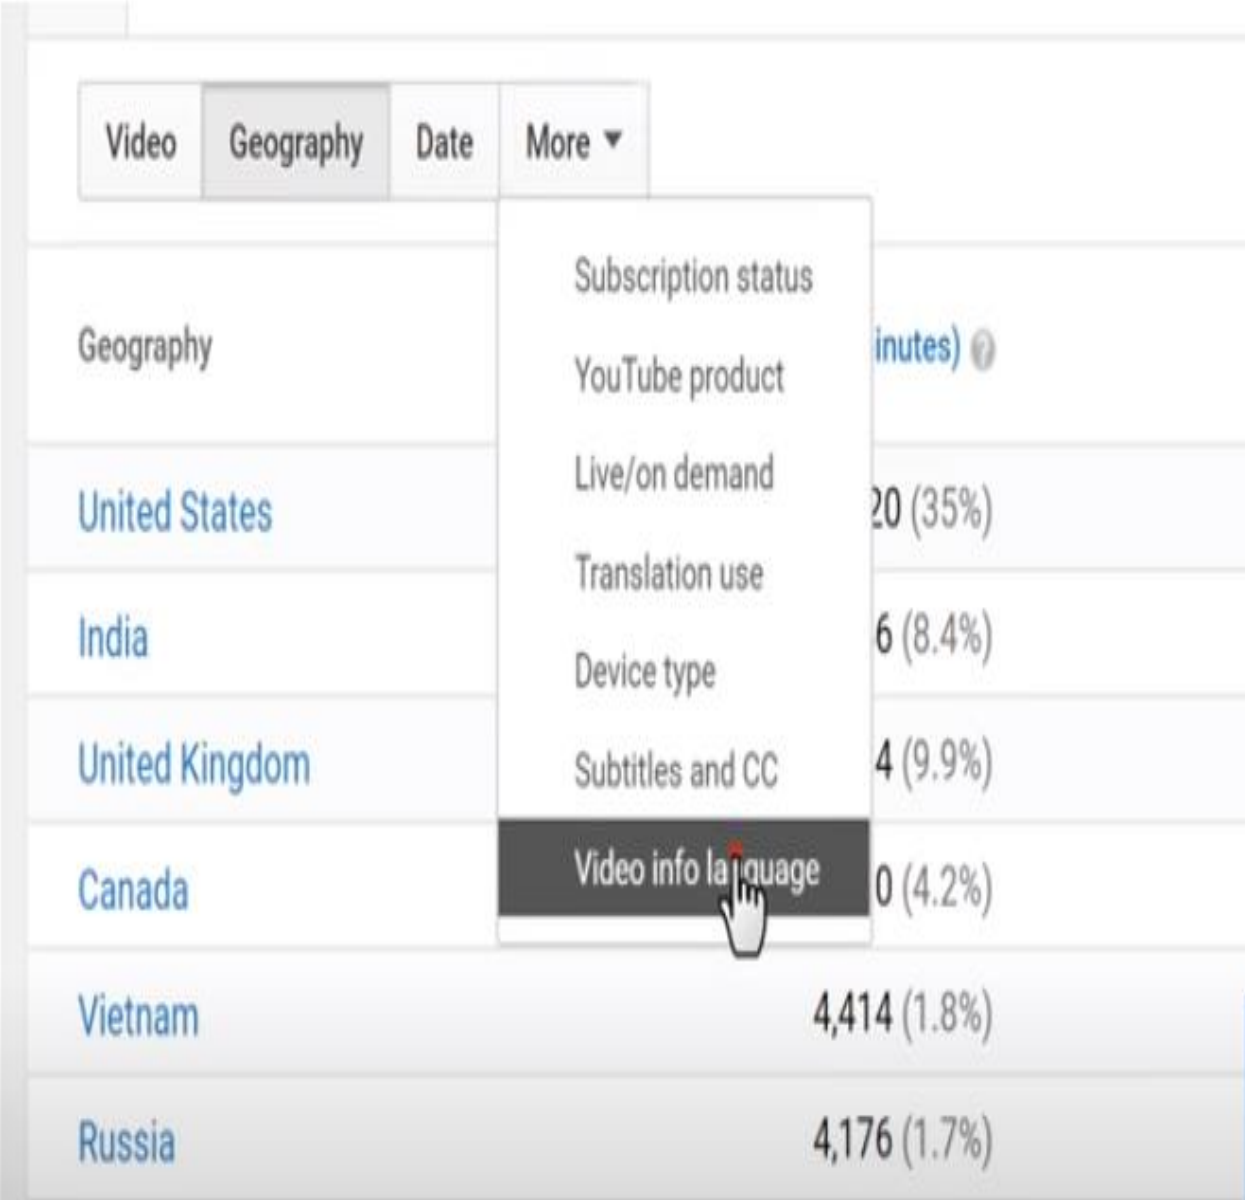 Video Geography Date More
Subscription status
Geography inutes)
YouTube product
Live/on demand
United States 20 (35%)
Translation use
India 6 (8.4%)
Device type
United Kingdom Subtitles and CC 4 (9.9%)
Video info language
Canada 0 (4.2%)
Vietnam 4,414 (1.8%)
Russia 4,176 (1.7%)